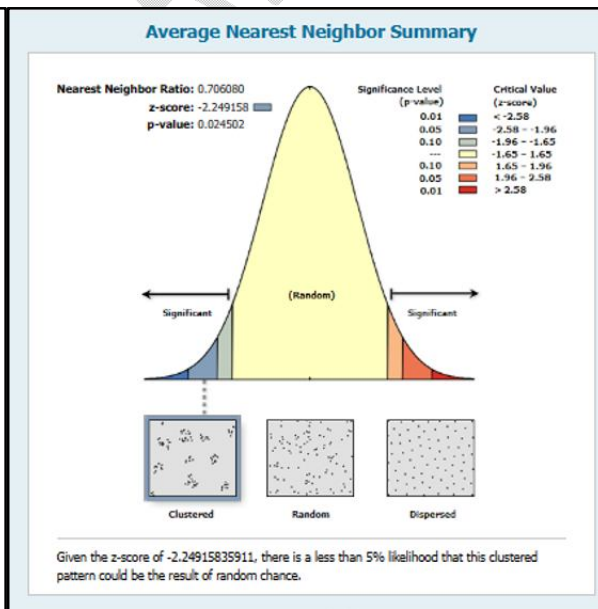 Average Nearest Neighbor Summary
Nearest Neighbor Ratio: 0.706080
z-score: -2.249158
p-value: 0.024502
Significance Level Critical Value
(p-value) (z-score)
0.01 < -2.58
0.05 -2.58 - -1.96
0.10 -1.96 - -1.65
--- -1.65 - 1.65
0.10 1.65 - 1.96
0.05 1.96 - 2.58
0.01 > 2.58
(Random)
Significant Significant
Clustered Random Dispersed
Given the z-score of -2.24915835911, there is a less than 5% likelihood that this clustered
pattern could be the result of random chance.